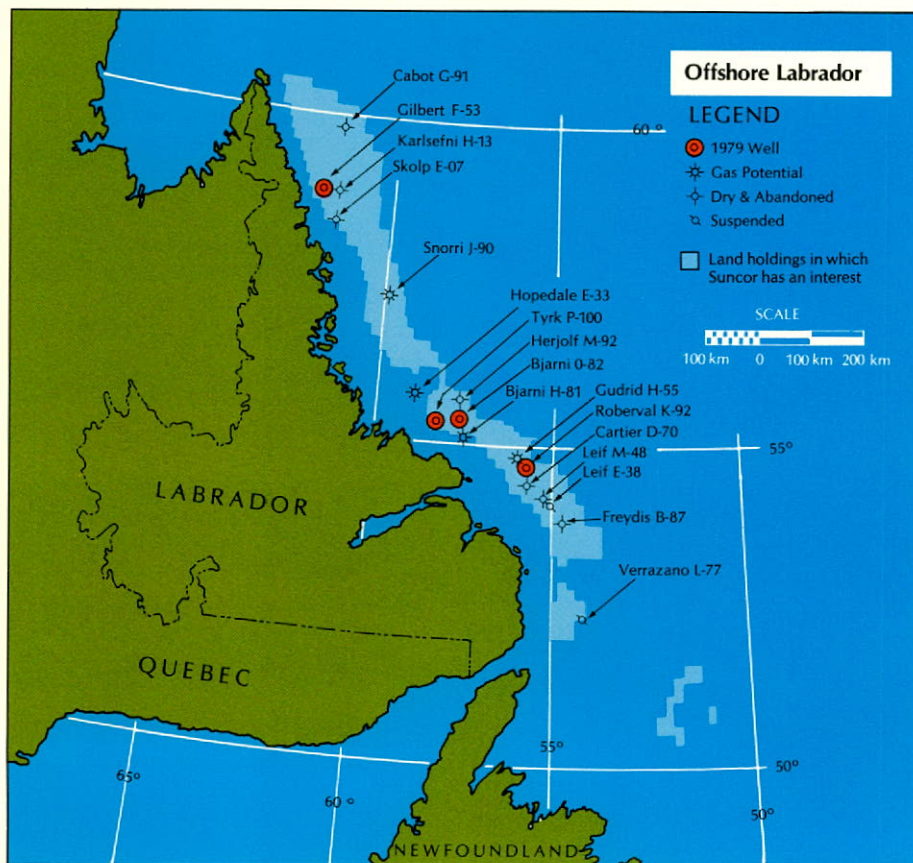 Offshore Labrador
LEGEND
1979 Well
Gas Potential
Dry & Abandoned
Suspended
Land holdings in which
Suncor has an interest
SCALE
100 km 0 100 km 200 km
Cabot G-91
Gilbert F-53
Karlsefni H-13
Skolp E-07
60°
Snorri J-90
Hopedale E-33
Tyrk P-100
Herjolf M-92
Bjarni 0-82
Bjarni H-81
Gudrid H-55
Roberval K-92
Cartier D-70
Leif M-48
Leif E-38
55°
Freydis B-87
LABRADOR
Verrazano L-77
QUEBEC
65°
60°
55°
50°
50°
NEWFOUNDLAND